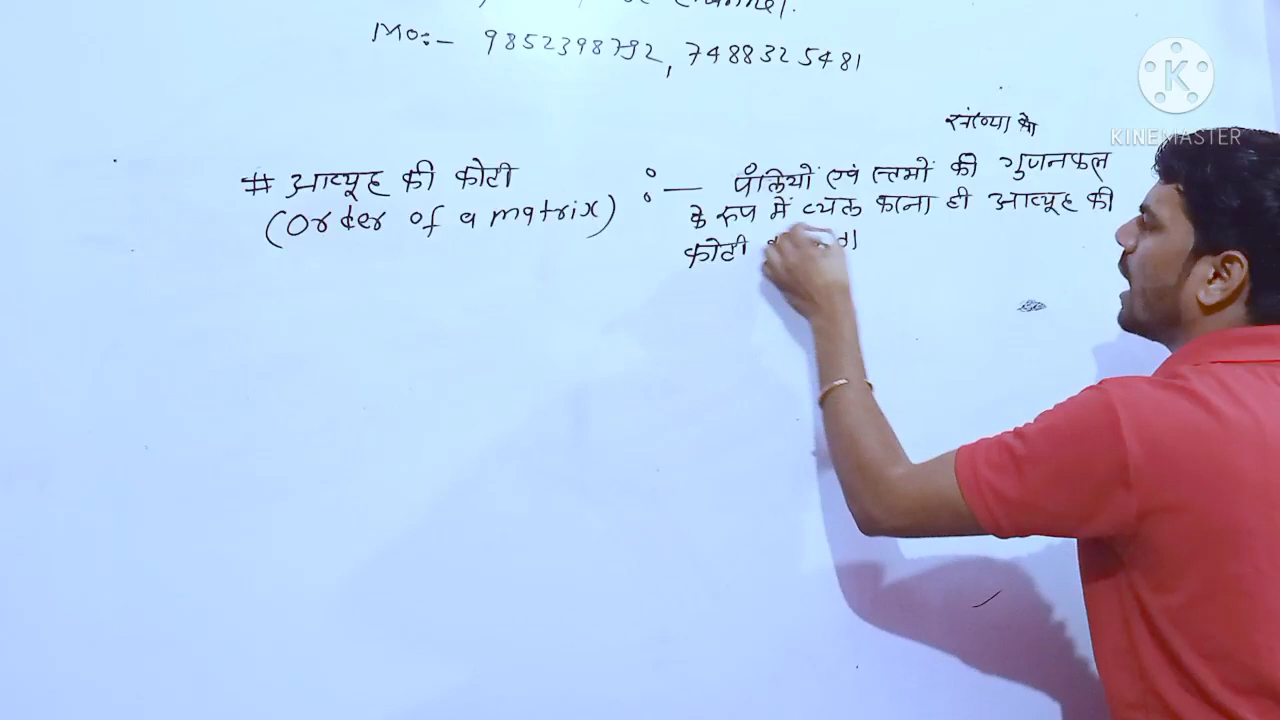 Mo:- 9852398792, 7488325481
K
KINEMASTER
संख्या के
# आव्यूह की कोटी :— पंक्तियों एवं स्तम्भों की गुणनफल
(Order of a matrix) के रूप में व्यक्त करना ही आव्यूह की
कोटी